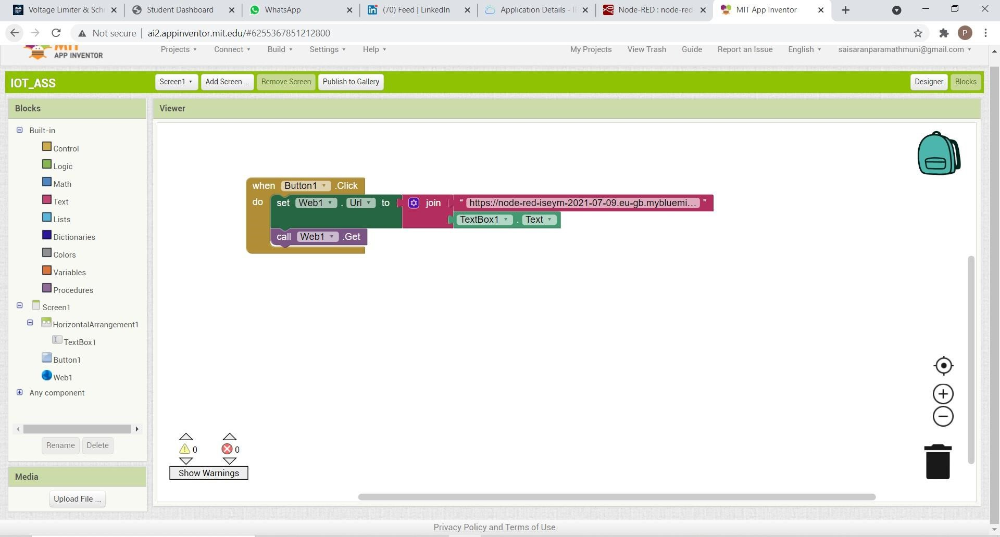 Voltage Limiter & Sch
Student Dashboard
WhatsApp
(70) Feed | LinkedIn
Application Details -
Node-RED : node-red
MIT App Inventor
Not secure | ai2.appinventor.mit.edu/#6255367851212800
P
MIT
APP INVENTOR
Projects
Connect
Build
Settings
Help
My Projects
View Trash
Guide
Report an Issue
English
saisaranparamathmuni@gmail.com
IOT_ASS
Screen1
Add Screen ...
Remove Screen
Publish to Gallery
Designer
Blocks
Blocks
Viewer
Built-in
Control
Logic
Math
Text
Lists
Dictionaries
Colors
Variables
Procedures
Screen1
HorizontalArrangement1
TextBox1
Button1
Web1
Any component
Rename
Delete
Media
Upload File ...
when Button1 .Click
do set Web1 . Url to join “ https://node-red-iseym-2021-07-09.eu-gb.mybluemi... ”
TextBox1 . Text
call Web1 .Get
0
0
Show Warnings
Privacy Policy and Terms of Use